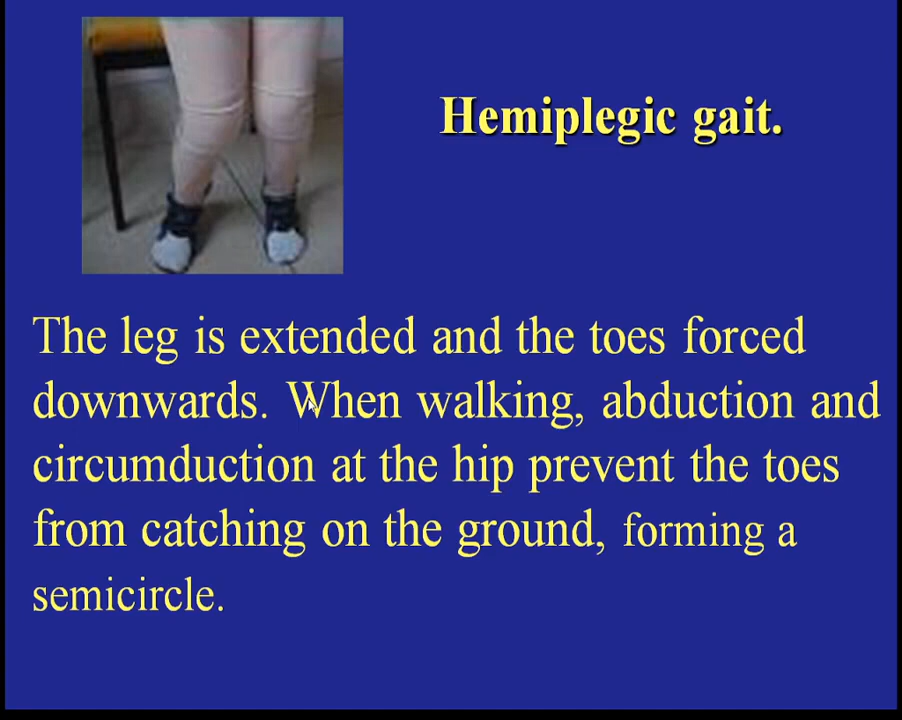 Hemiplegic gait.
The leg is extended and the toes forced
downwards. When walking, abduction and
circumduction at the hip prevent the toes
from catching on the ground, forming a
semicircle.